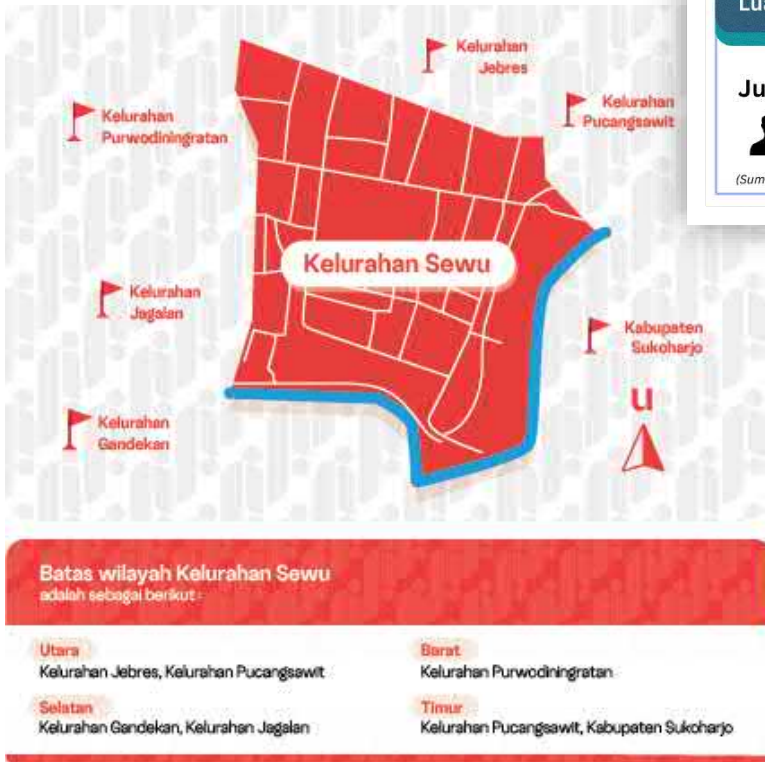 Kelurahan
Jebres
Kelurahan
Pucangsawit
Kelurahan
Purwodiningratan
Kelurahan Sewu
Kelurahan
Jagalan
Kabupaten
Sukoharjo
u
Kelurahan
Gandekan
Batas wilayah Kelurahan Sewu
adalah sebagai berikut :
Utara
Kelurahan Jebres, Kelurahan Pucangsawit
Barat
Kelurahan Purwodiningratan
Selatan
Kelurahan Gandekan, Kelurahan Jagalan
Timur
Kelurahan Pucangsawit, Kabupaten Sukoharjo